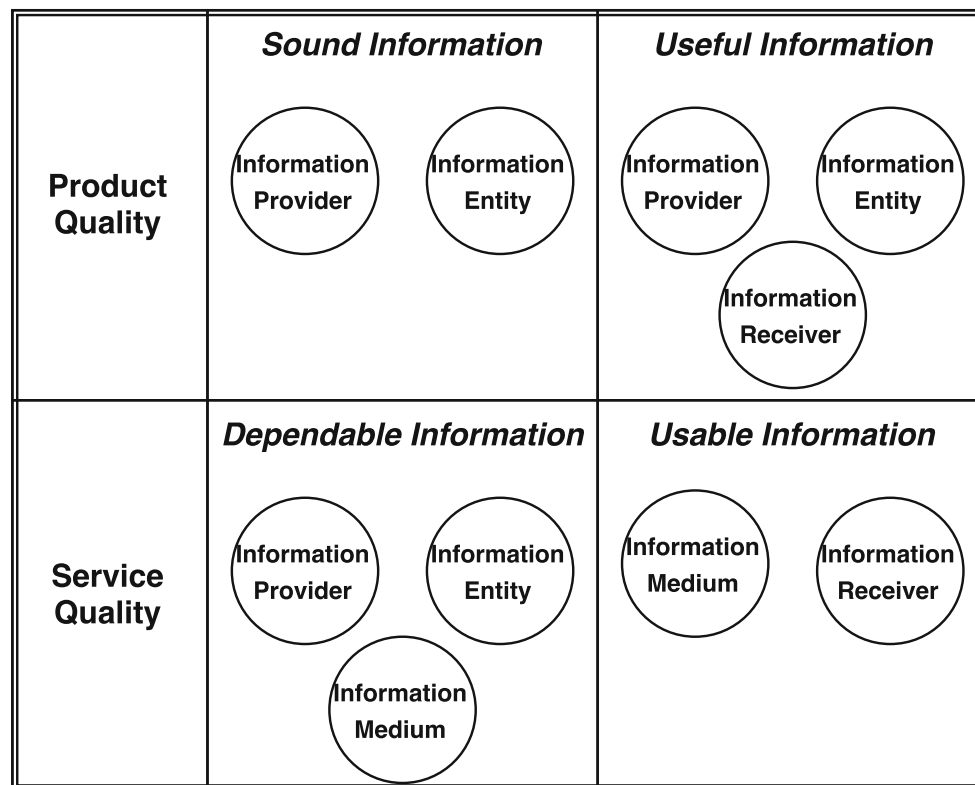 Sound Information
Useful Information
Product
Quality
Information
Provider
Information
Entity
Information
Provider
Information
Entity
Information
Receiver
Dependable Information
Usable Information
Service
Quality
Information
Provider
Information
Entity
Information
Medium
Information
Medium
Information
Receiver